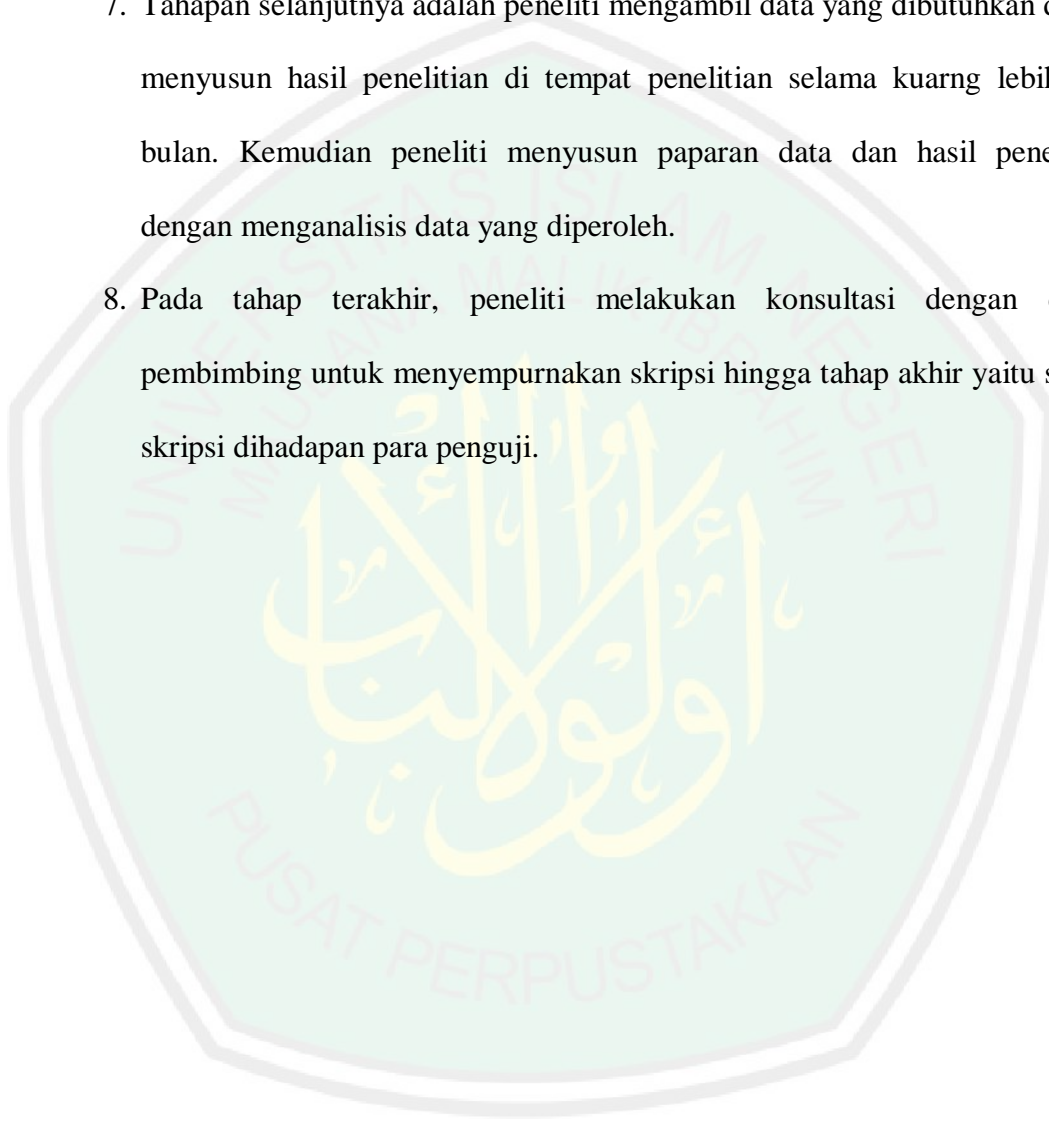 7. Tahapan selanjutnya adalah peneliti mengambil data yang dibutuhkan
menyusun hasil penelitian di tempat penelitian selama kuarng
bulan. Kemudian peneliti menyusun paparan data dan hasil
dengan menganalisis data yang diperoleh.
8. Pada tahap terakhir, peneliti melakukan konsultasi dengan
pembimbing untuk menyempurnakan skripsi hingga tahap akhir yaitu
skripsi dihadapan para penguji.
UNIVERSITAS ISLAM NEGERI
MAULANA MALIK IBRAHIM
PUSAT PERPUSTAKAAN